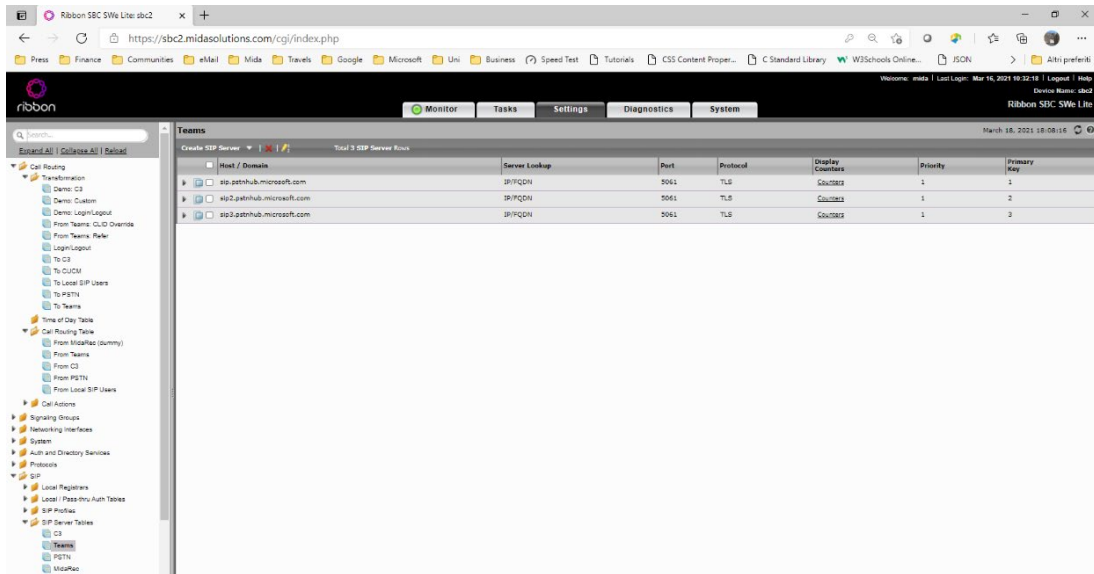 Ribbon SBC SWe Lite: sbc2
https://sbc2.midasolutions.com/cgi/index.php
Press Finance Communities eMail Mida Travels Google Microsoft Uni Business Speed Test Tutorials CSS Content Proper... C Standard Library W3Schools Online... JSON Altri preferiti
Welcome: mida | Last Login: Mar 16, 2021 10:32:18 | Logout | Help
Device Name: sbc2
ribbon
Ribbon SBC SWe Lite
Monitor Tasks Settings Diagnostics System
Search...
Expand All | Collapse All | Reload
Call Routing
Transformation
Demo: C3
Demo: Custom
Demo: Login/Logout
From Teams: CLID Override
From Teams: Refer
Login/Logout
To C3
To CUCM
To Local SIP Users
To PSTN
To Teams
Time of Day Table
Call Routing Table
From MidaRec (dummy)
From Teams
From C3
From PSTN
From Local SIP Users
Call Actions
Signaling Groups
Networking Interfaces
System
Auth and Directory Services
Protocols
SIP
Local Registrars
Local / Pass-thru Auth Tables
SIP Profiles
SIP Server Tables
C3
Teams
PSTN
MidaRec
Teams
March 18, 2021 18:08:16
Create SIP Server Total 3 SIP Server Rows
Host / Domain Server Lookup Port Protocol Display Counters Priority Primary Key
sip.pstnhub.microsoft.com IP/FQDN 5061 TLS Counters 1 1
sip2.pstnhub.microsoft.com IP/FQDN 5061 TLS Counters 1 2
sip3.pstnhub.microsoft.com IP/FQDN 5061 TLS Counters 1 3